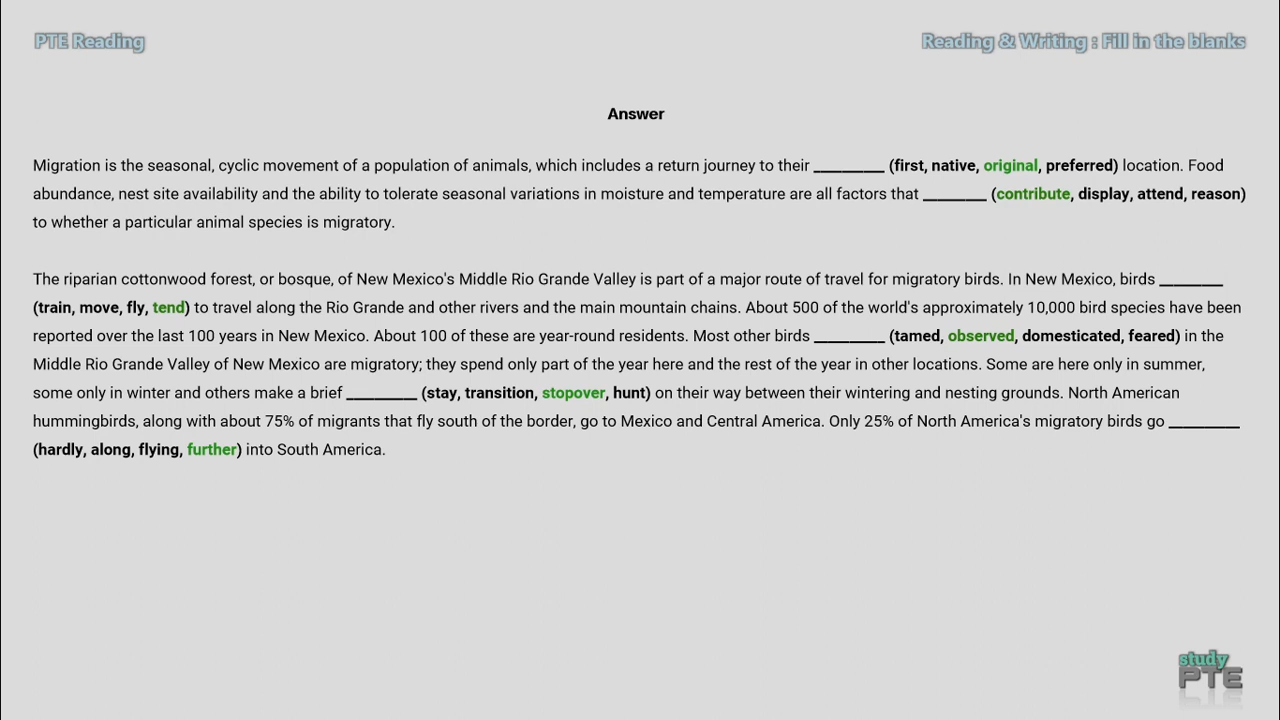 PTE Reading
Reading & Writing : Fill in the blanks
Answer
Migration is the seasonal, cyclic movement of a population of animals, which includes a return journey to their _________ (first, native, original, preferred) location. Food
abundance, nest site availability and the ability to tolerate seasonal variations in moisture and temperature are all factors that ________ (contribute, display, attend, reason)
to whether a particular animal species is migratory.
The riparian cottonwood forest, or bosque, of New Mexico's Middle Rio Grande Valley is part of a major route of travel for migratory birds. In New Mexico, birds ________
(train, move, fly, tend) to travel along the Rio Grande and other rivers and the main mountain chains. About 500 of the world's approximately 10,000 bird species have been
reported over the last 100 years in New Mexico. About 100 of these are year-round residents. Most other birds _________ (tamed, observed, domesticated, feared) in the
Middle Rio Grande Valley of New Mexico are migratory; they spend only part of the year here and the rest of the year in other locations. Some are here only in summer,
some only in winter and others make a brief _________ (stay, transition, stopover, hunt) on their way between their wintering and nesting grounds. North American
hummingbirds, along with about 75% of migrants that fly south of the border, go to Mexico and Central America. Only 25% of North America's migratory birds go _________
(hardly, along, flying, further) into South America.
study
PTE